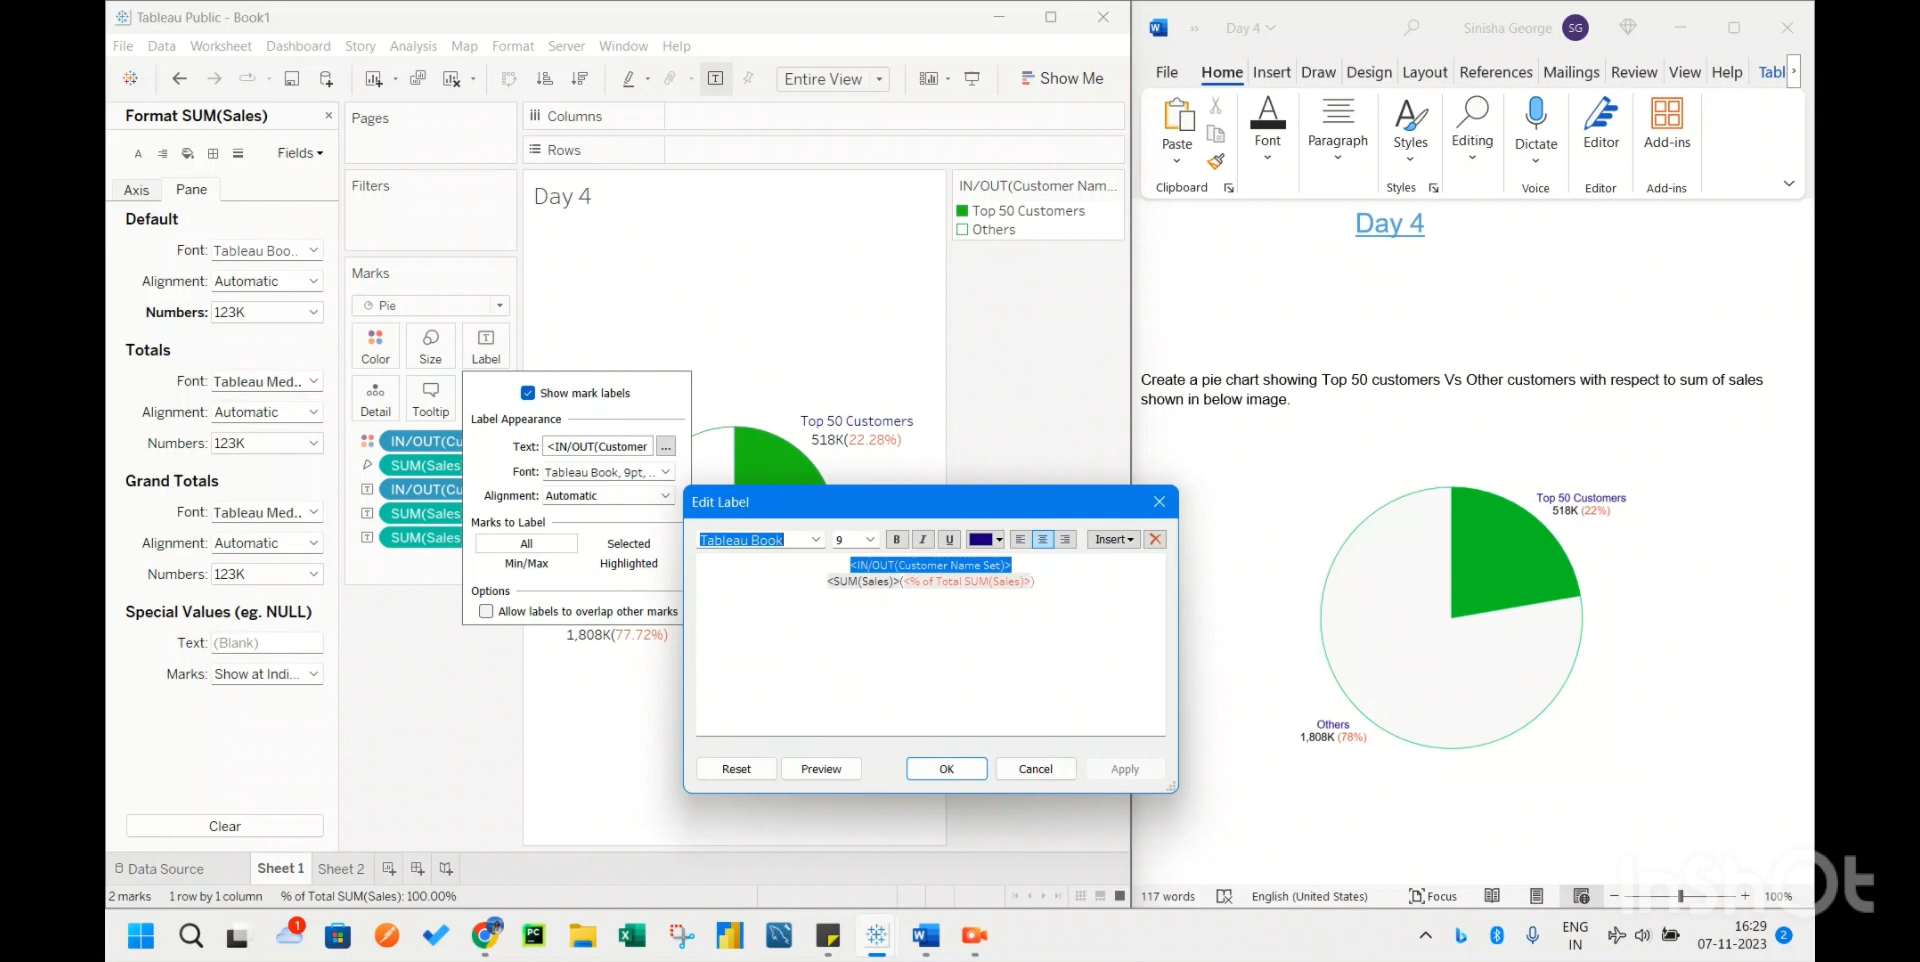 Tableau Public - Book1
File Data Worksheet Dashboard Story Analysis Map Format Server Window Help
Entire View
Show Me
Format SUM(Sales)
Fields
Axis Pane
Default
Font: Tableau Boo..
Alignment: Automatic
Numbers: 123K
Totals
Font: Tableau Med..
Alignment: Automatic
Numbers: 123K
Grand Totals
Font: Tableau Med..
Alignment: Automatic
Numbers: 123K
Special Values (eg. NULL)
Text: (Blank)
Marks: Show at Indi...
Clear
Pages
Filters
Marks
Pie
Color Size Label
Detail Tooltip
IN/OUT(Cu
SUM(Sales
IN/OUT(Cu
SUM(Sales
SUM(Sales
iii Columns
Rows
Day 4
IN/OUT(Customer Nam...
Top 50 Customers
Others
Top 50 Customers
518K(22.28%)
1,808K(77.72%)
Show mark labels
Label Appearance
Text: <IN/OUT(Customer ...
Font: Tableau Book, 9pt, ..
Alignment: Automatic
Marks to Label
All Selected
Min/Max Highlighted
Options
Allow labels to overlap other marks
Edit Label
Tableau Book 9 B I U Insert
<IN/OUT(Customer Name Set)>
<SUM(Sales)>(<% of Total SUM(Sales)>)
Reset Preview OK Cancel Apply
Data Source Sheet 1 Sheet 2
2 marks 1 row by 1 column % of Total SUM(Sales): 100.00%
Day 4
Sinisha George SG
File Home Insert Draw Design Layout References Mailings Review View Help Tabl
Paste Font Paragraph Styles Editing Dictate Editor Add-ins
Clipboard Styles Voice Editor Add-ins
Day 4
Create a pie chart showing Top 50 customers Vs Other customers with respect to sum of sales
shown in below image.
Top 50 Customers
518K (22%)
Others
1,808K (78%)
117 words English (United States) Focus 100%
InShOt
1
PC
ENG
IN
16:29
07-11-2023
2